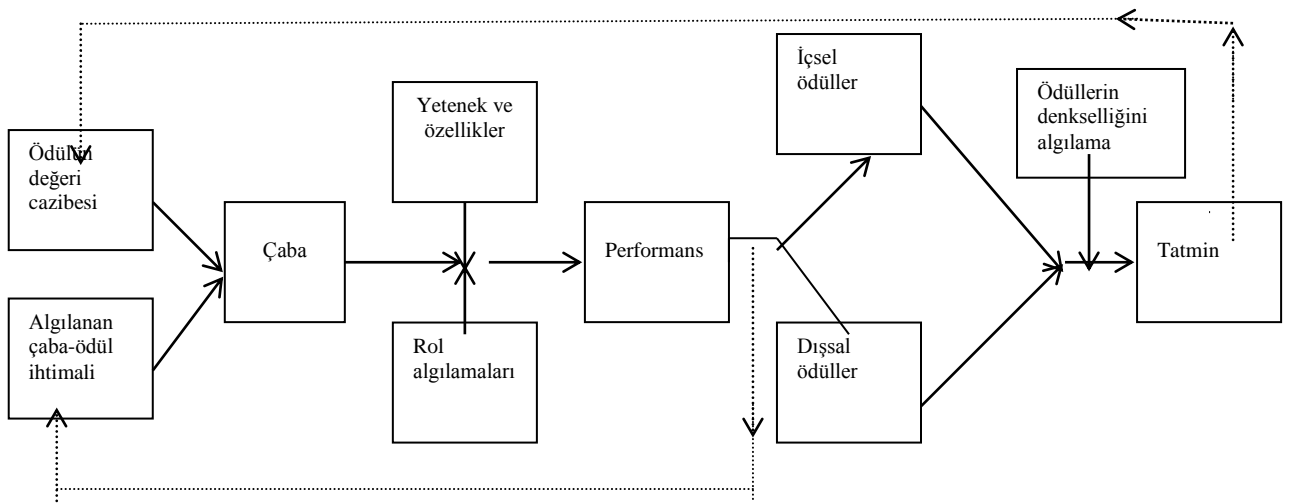 Ödülün
değeri
cazibesi
Algılanan
çaba-ödül
ihtimali
Çaba
Yetenek ve
özellikler
Rol
algılamaları
Performans
İçsel
ödüller
Dışsal
ödüller
Ödüllerin
denkselliğini
algılama
Tatmin